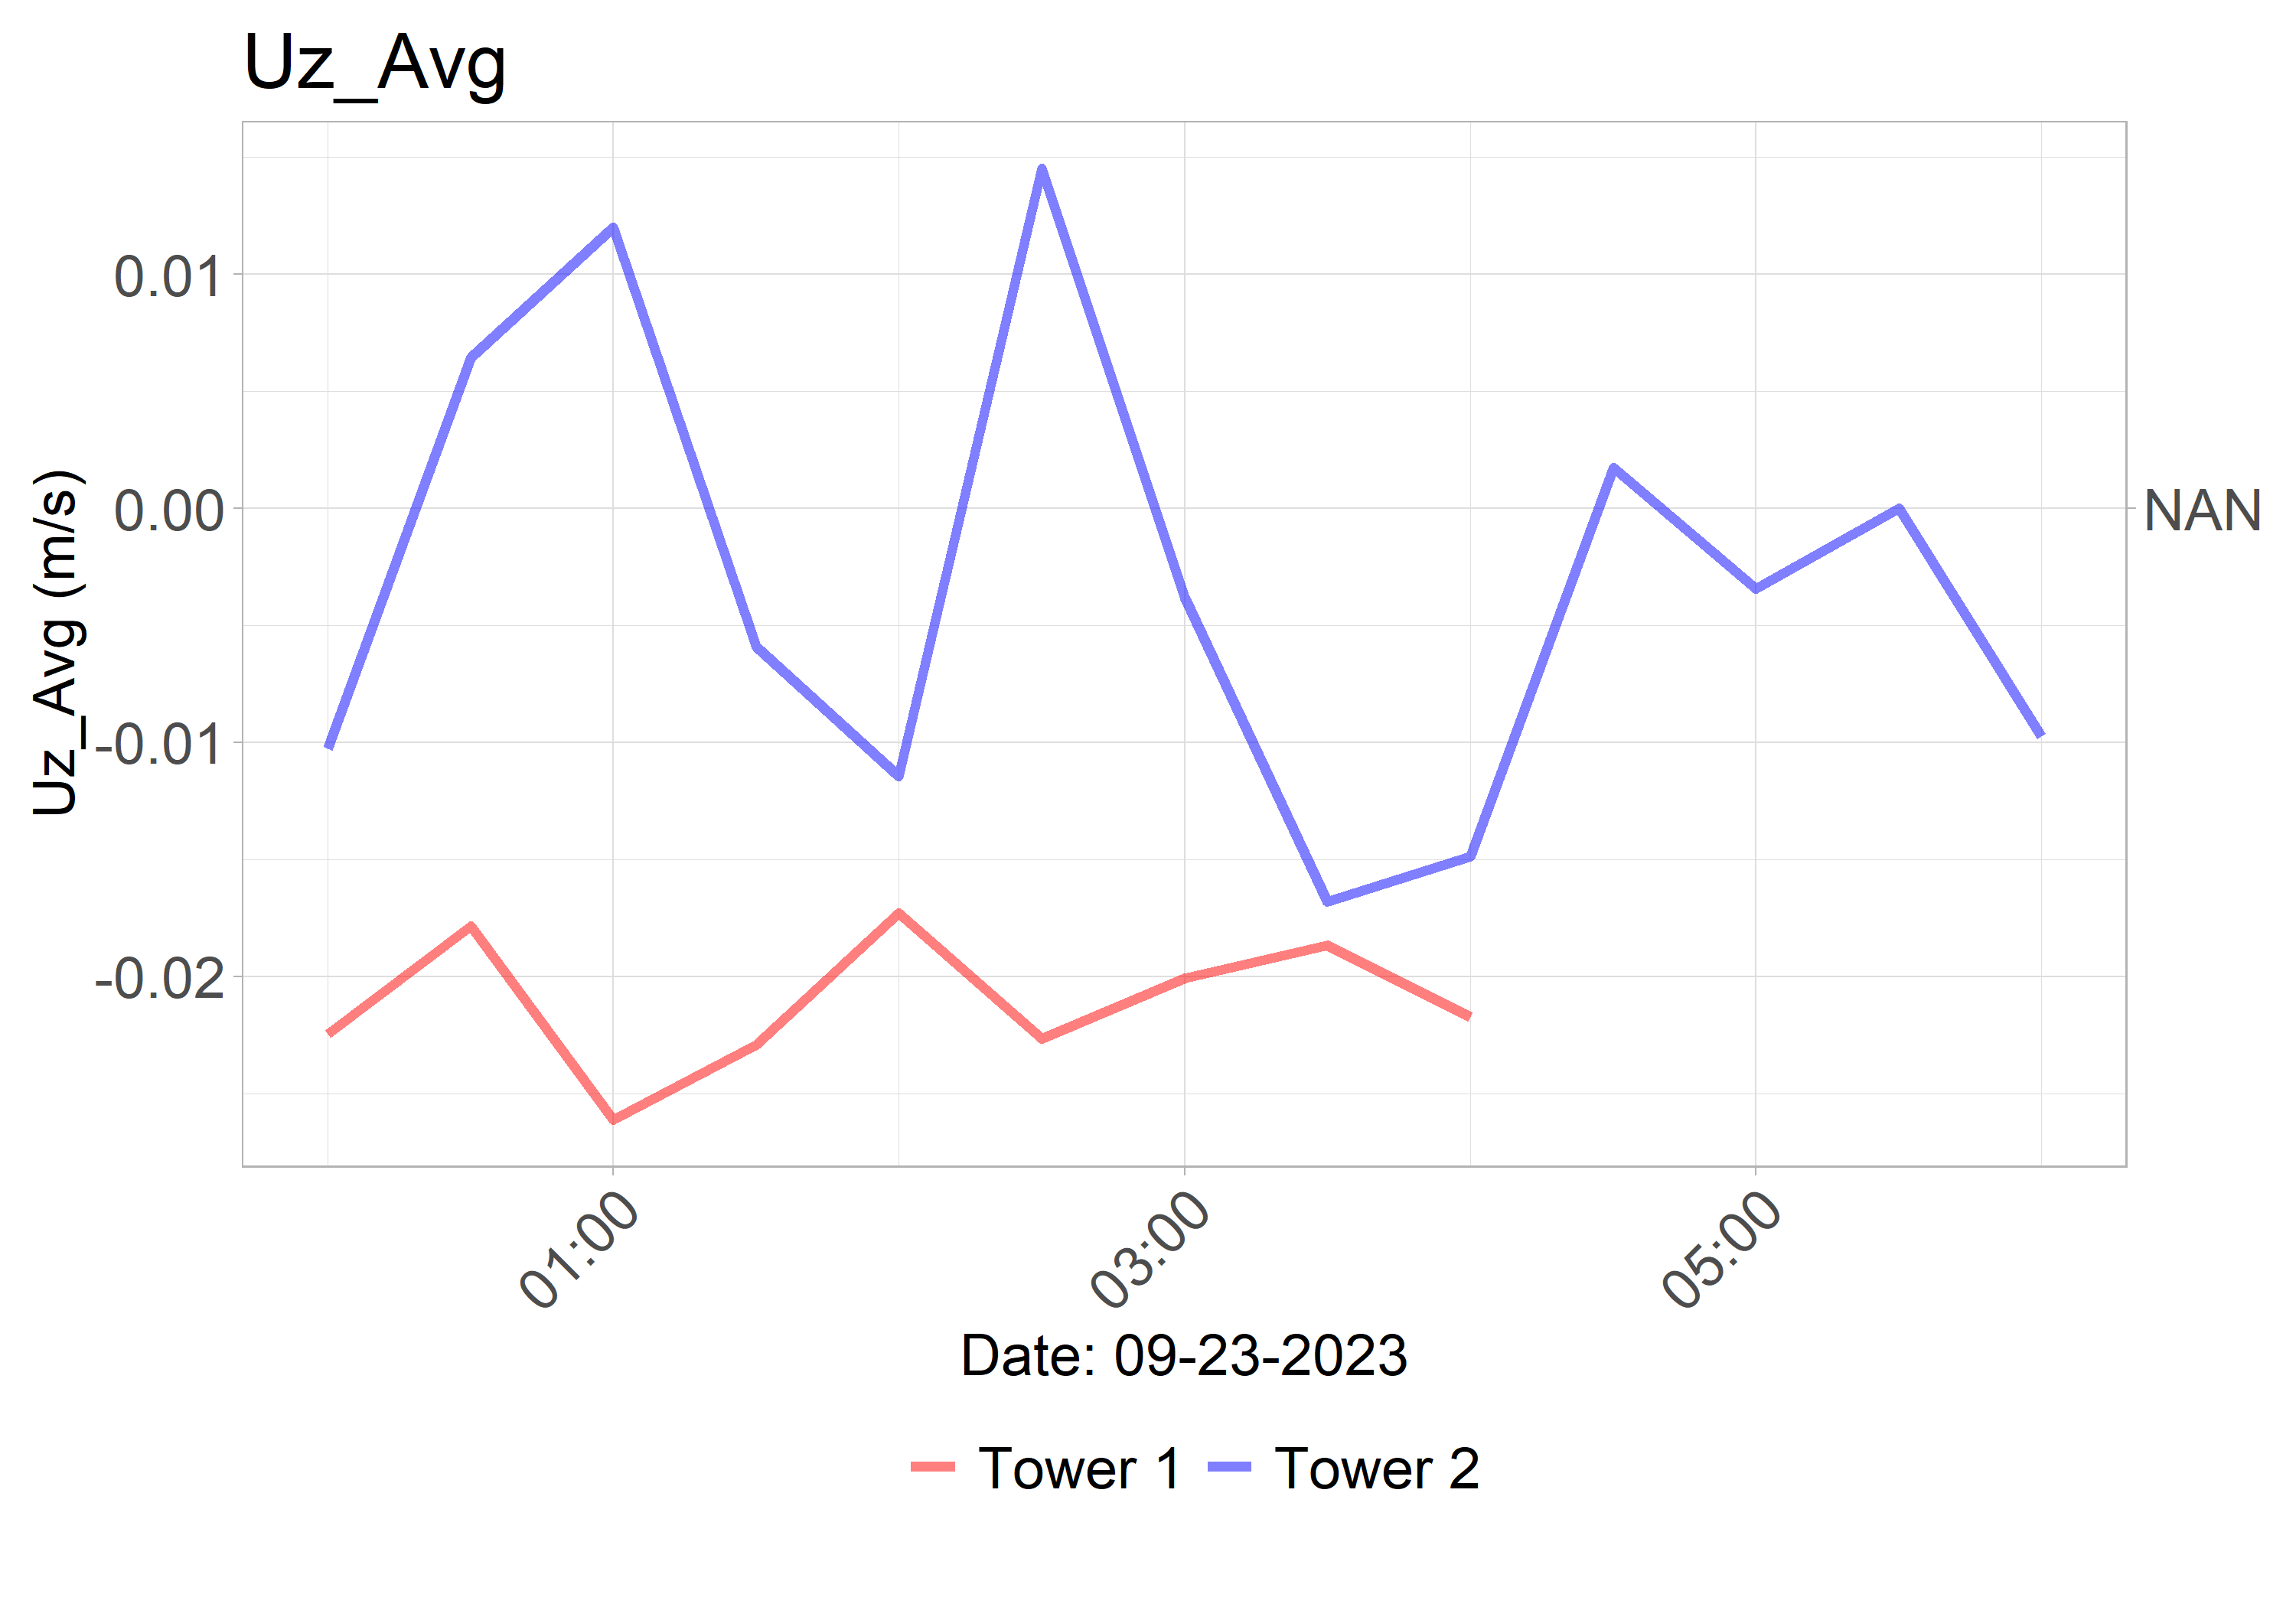 Uz_Avg
Uz_Avg (m/s)
0.01
0.00
-0.01
-0.02
NAN
01:00
03:00
05:00
Date: 09-23-2023
Tower 1
Tower 2